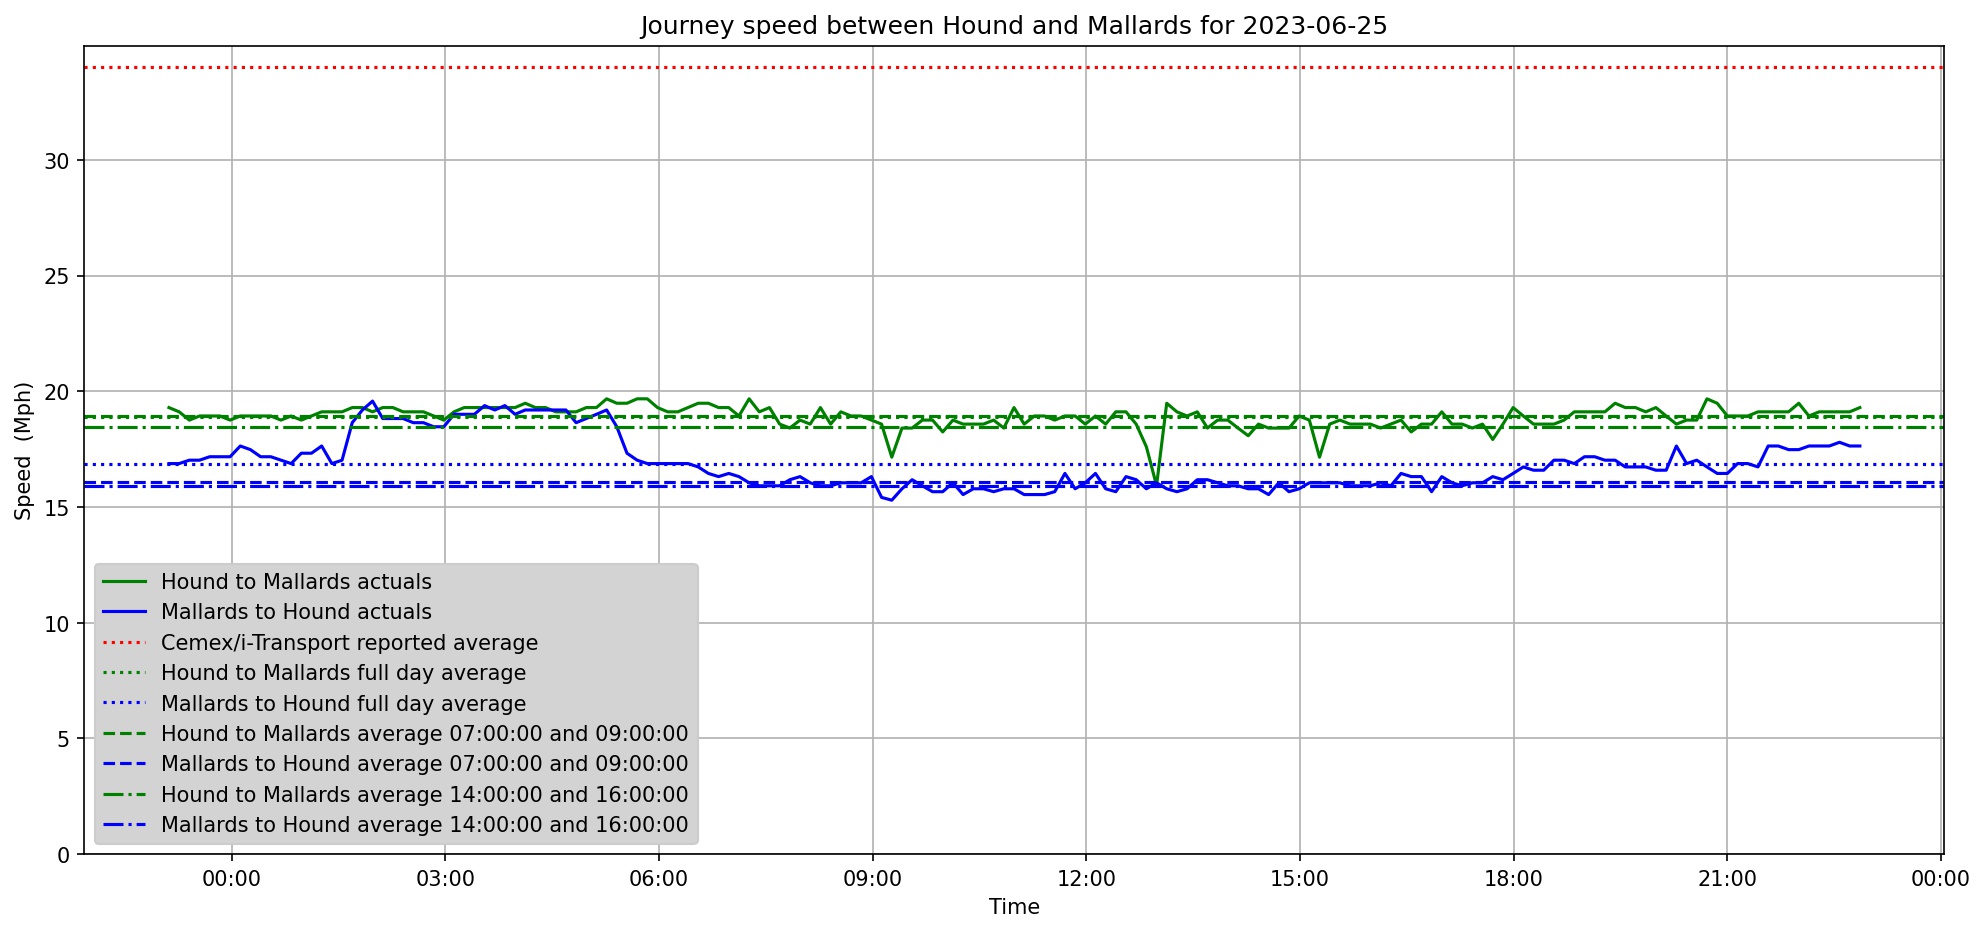 Journey speed between Hound and Mallards for 2023-06-25
30
25
20
15
10
5
0
Speed (Mph)
Hound to Mallards actuals
Mallards to Hound actuals
Cemex/i-Transport reported average
Hound to Mallards full day average
Mallards to Hound full day average
Hound to Mallards average 07:00:00 and 09:00:00
Mallards to Hound average 07:00:00 and 09:00:00
Hound to Mallards average 14:00:00 and 16:00:00
Mallards to Hound average 14:00:00 and 16:00:00
00:00 03:00 06:00 09:00 12:00 15:00 18:00 21:00 00:00
Time